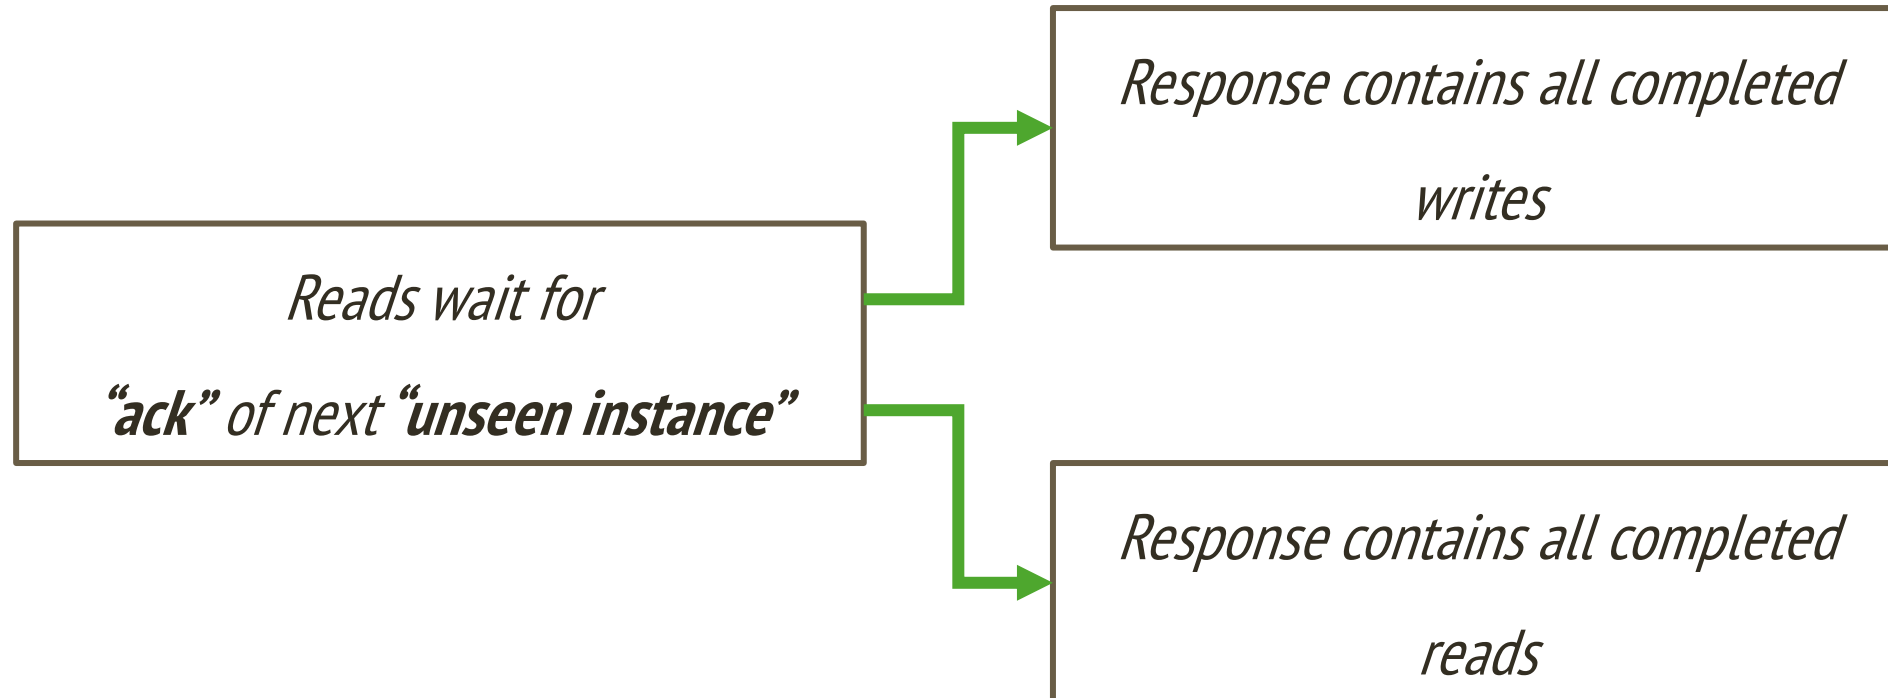 Response contains all completed
writes
Reads wait for
“ack” of next “unseen instance”
Response contains all completed
reads